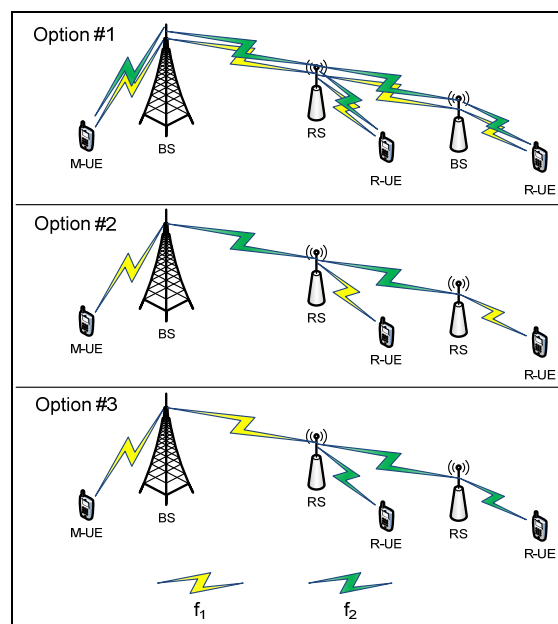 Option #1
M-UE
BS
RS
R-UE
BS
R-UE
Option #2
M-UE
BS
RS
R-UE
RS
R-UE
Option #3
M-UE
BS
RS
R-UE
RS
R-UE
f1
f2